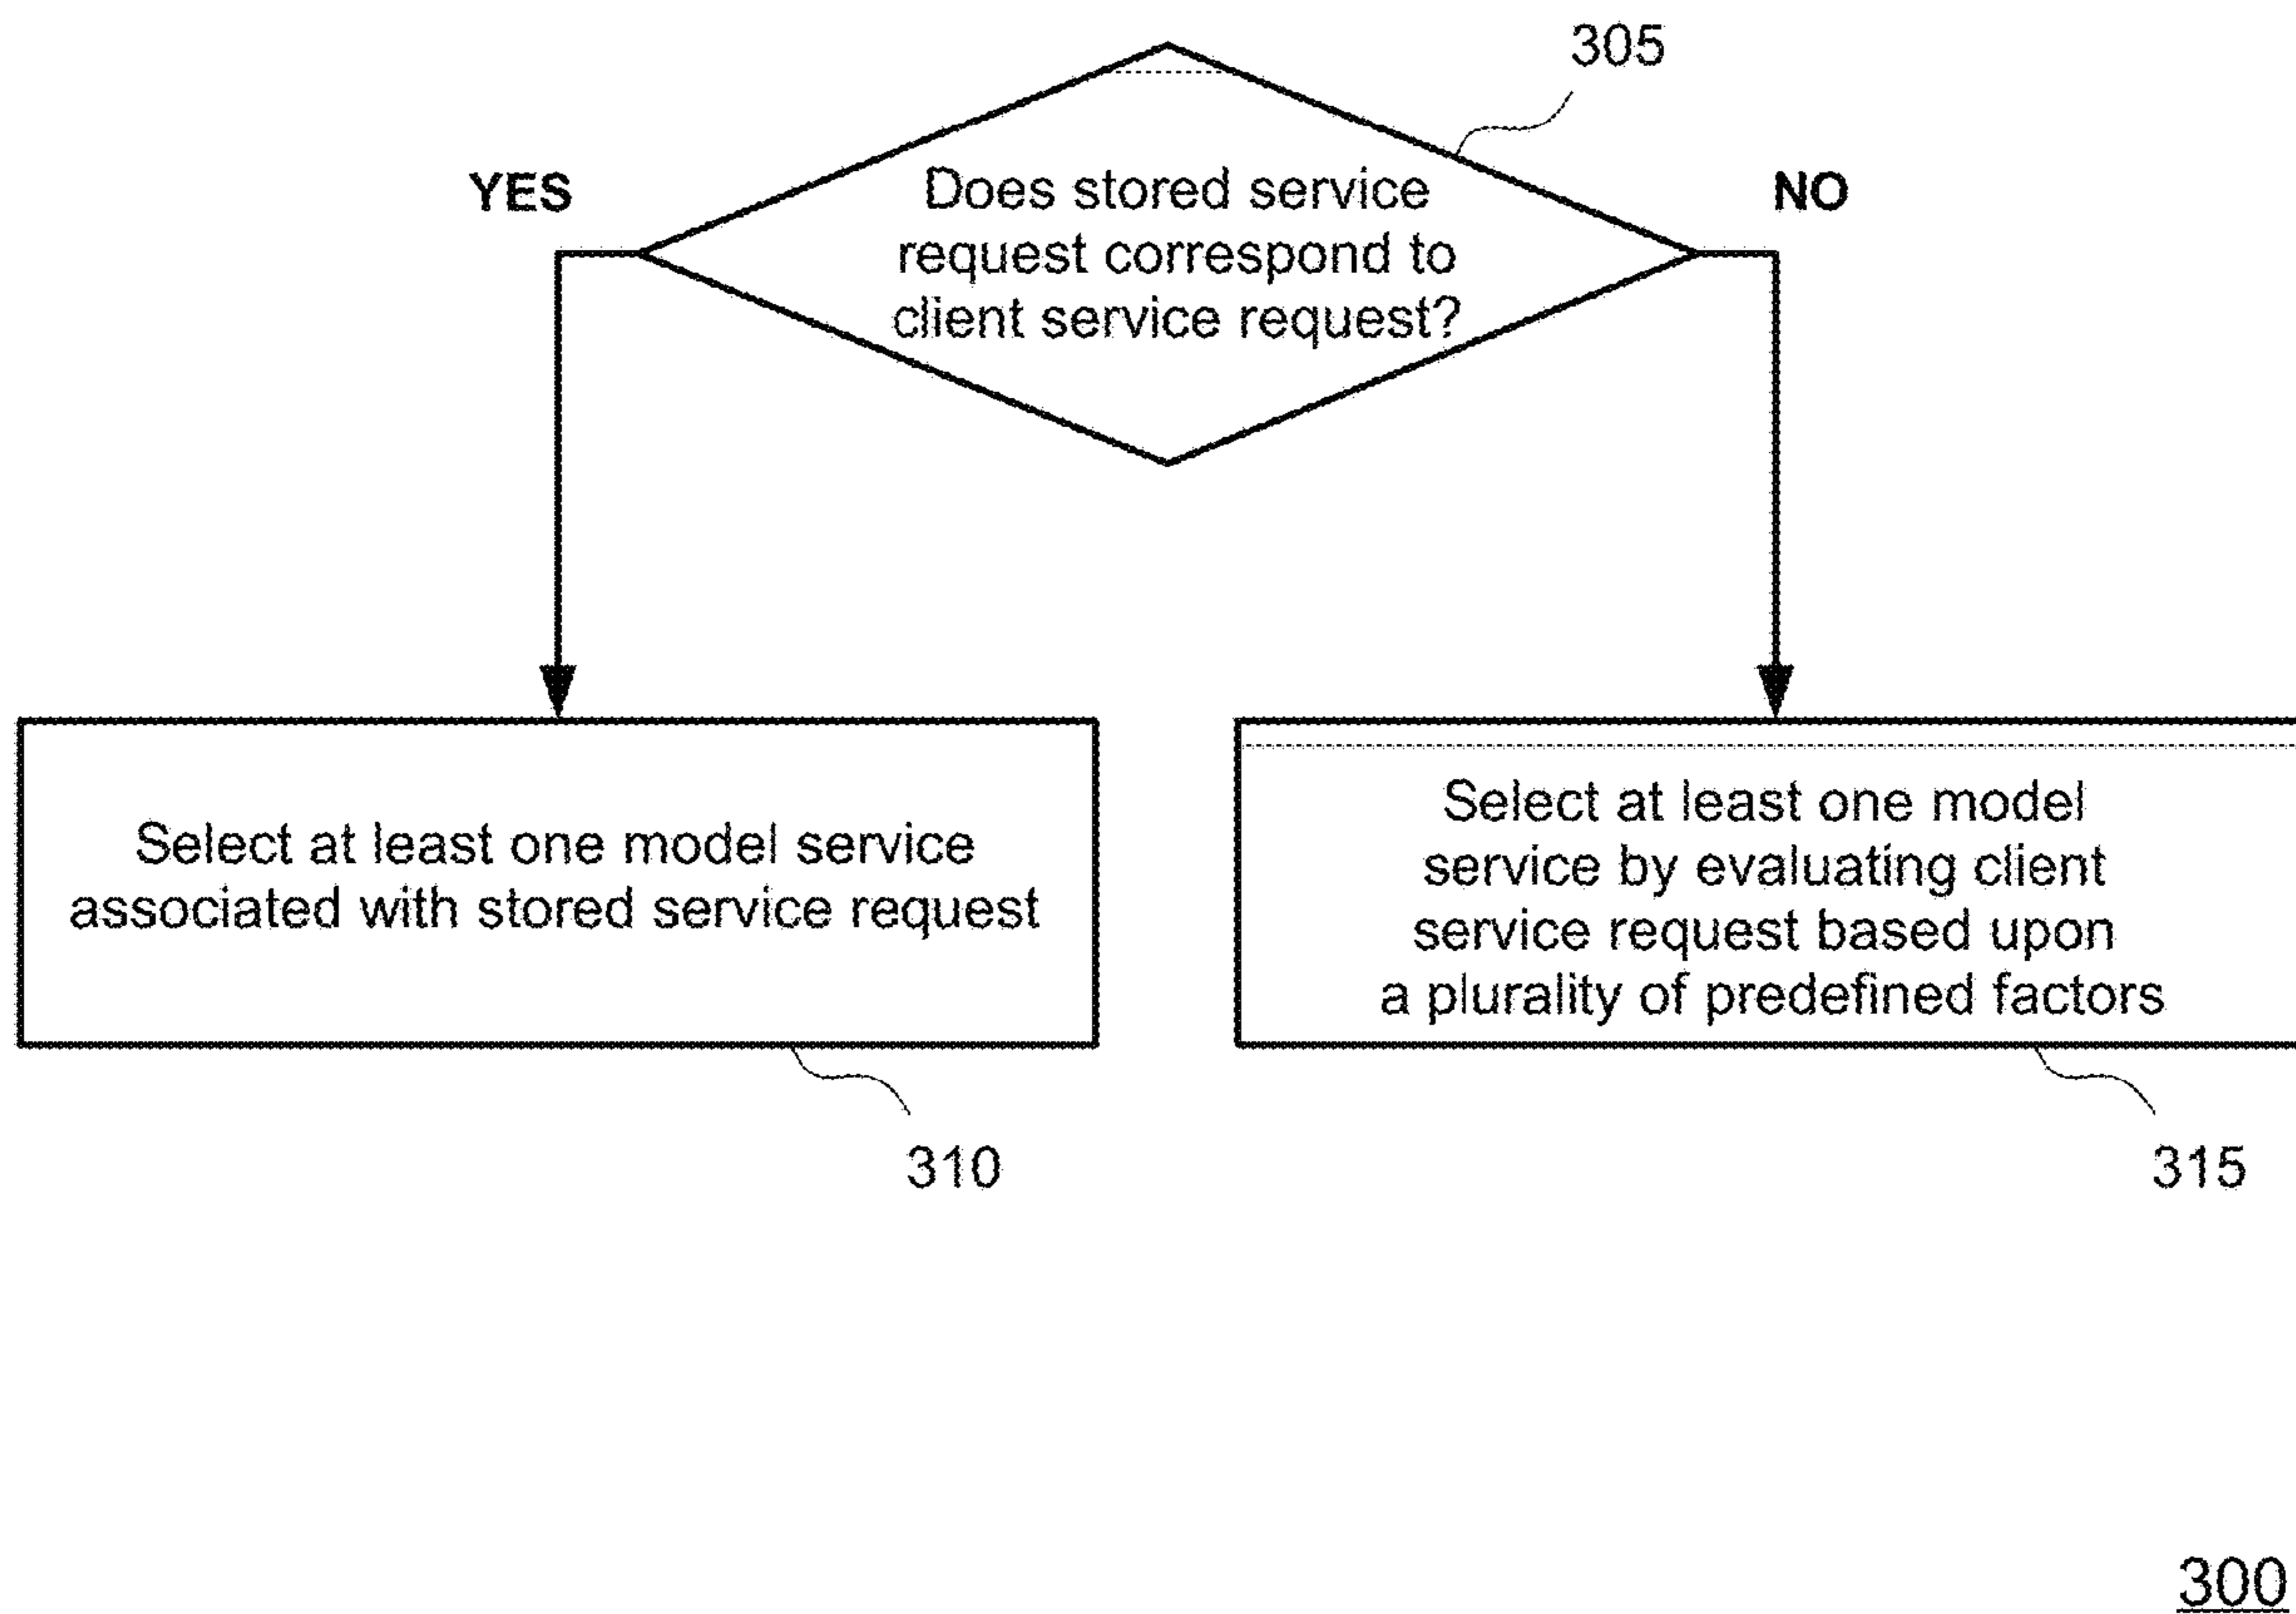 305
YES
NO
Does stored service
request correspond to
client service request?
Select at least one model service
associated with stored service request
Select at least one model
service by evaluating client
service request based upon
a plurality of predefined factors
310
315
300